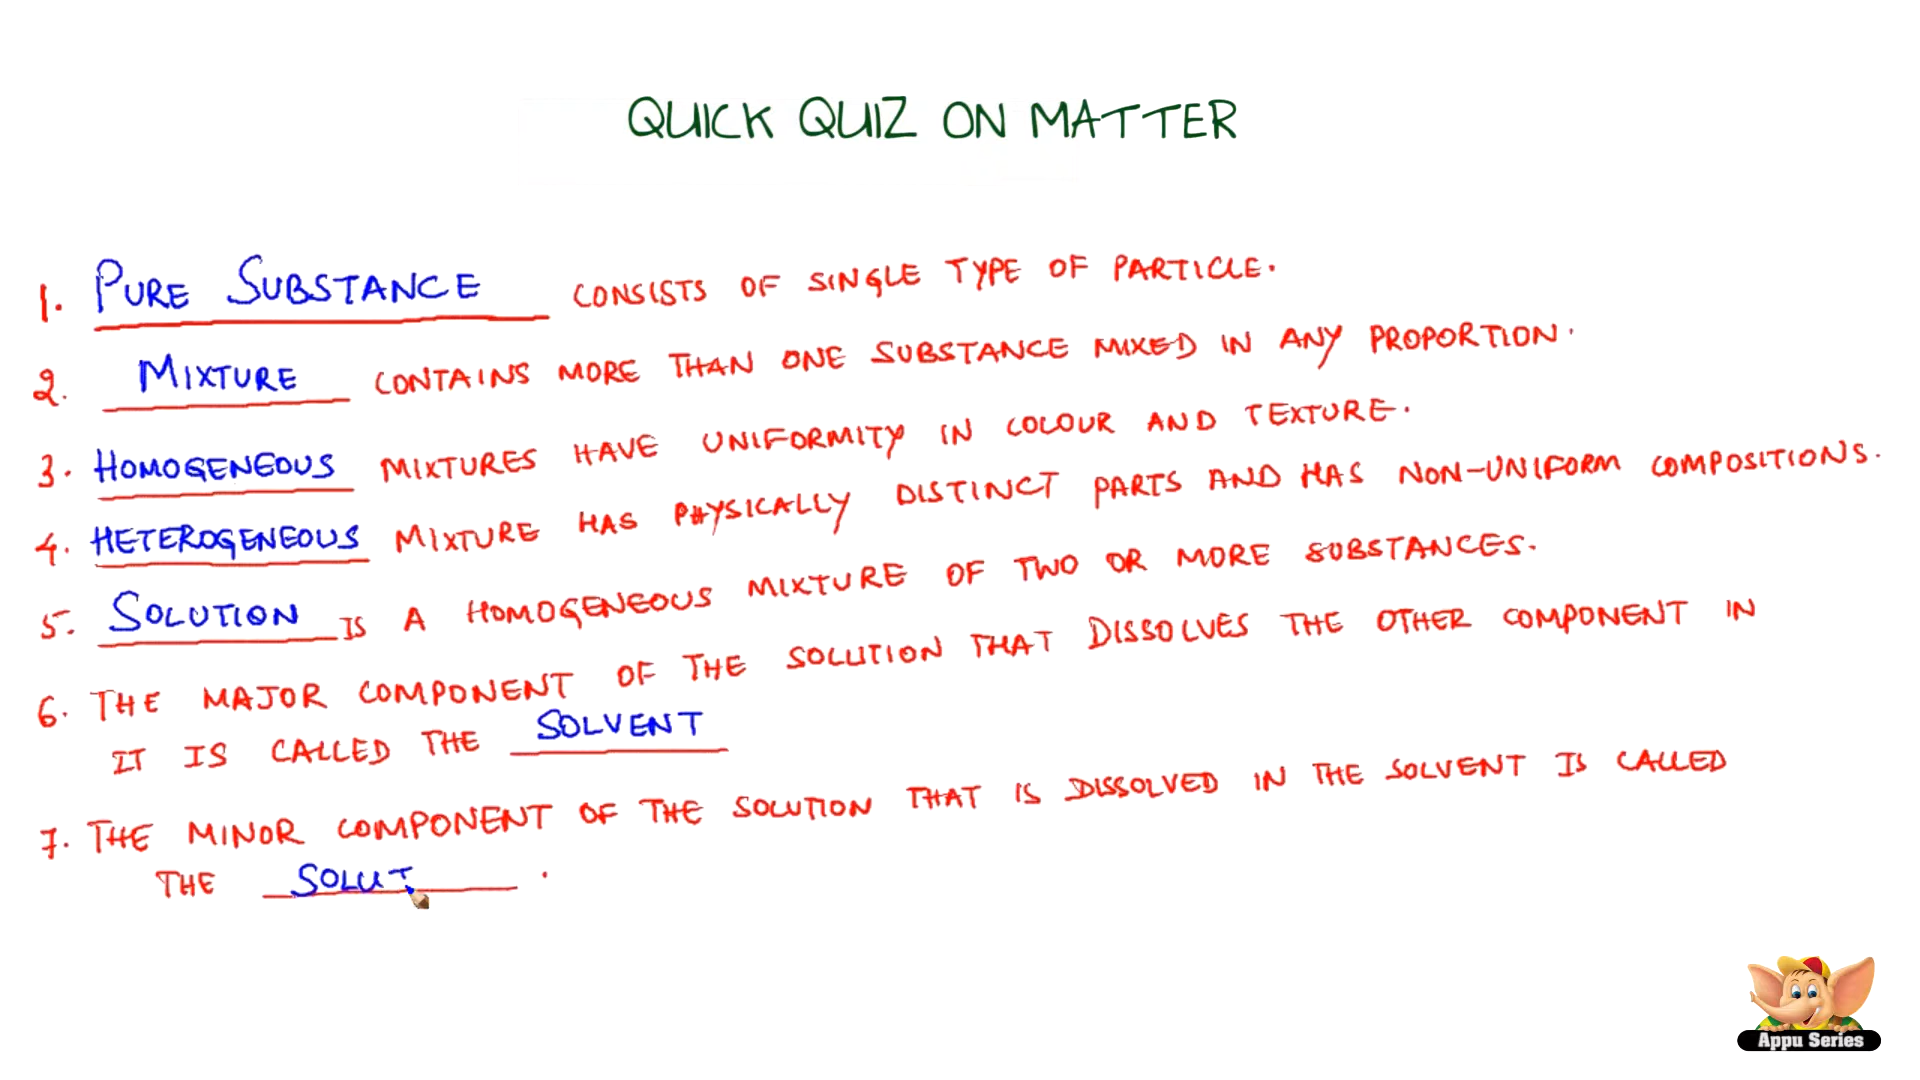 QUICK QUIZ ON MATTER
1. PURE SUBSTANCE CONSISTS OF SINGLE TYPE OF PARTICLE.
2. MIXTURE CONTAINS MORE THAN ONE SUBSTANCE MIXED IN ANY PROPORTION.
3. HOMOGENEOUS MIXTURES HAVE UNIFORMITY IN COLOUR AND TEXTURE.
4. HETEROGENEOUS MIXTURE HAS PHYSICALLY DISTINCT PARTS AND HAS NON-UNIFORM COMPOSITIONS.
5. SOLUTION IS A HOMOGENEOUS MIXTURE OF TWO OR MORE SUBSTANCES.
6. THE MAJOR COMPONENT OF THE SOLUTION THAT DISSOLVES THE OTHER COMPONENT IN
IT IS CALLED THE SOLVENT
7. THE MINOR COMPONENT OF THE SOLUTION THAT IS DISSOLVED IN THE SOLVENT IS CALLED
THE SOLUT .
Appu Series